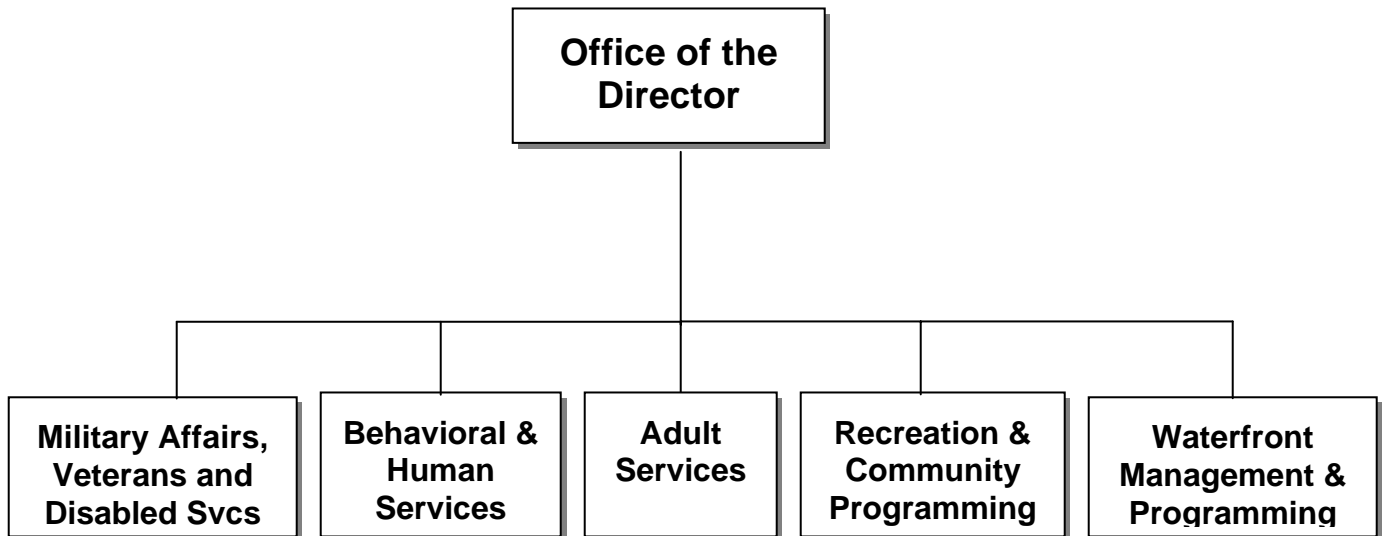 Office of the
Director
Military Affairs,
Veterans and
Disabled Svcs
Behavioral &
Human
Services
Adult
Services
Recreation &
Community
Programming
Waterfront
Management &
Programming